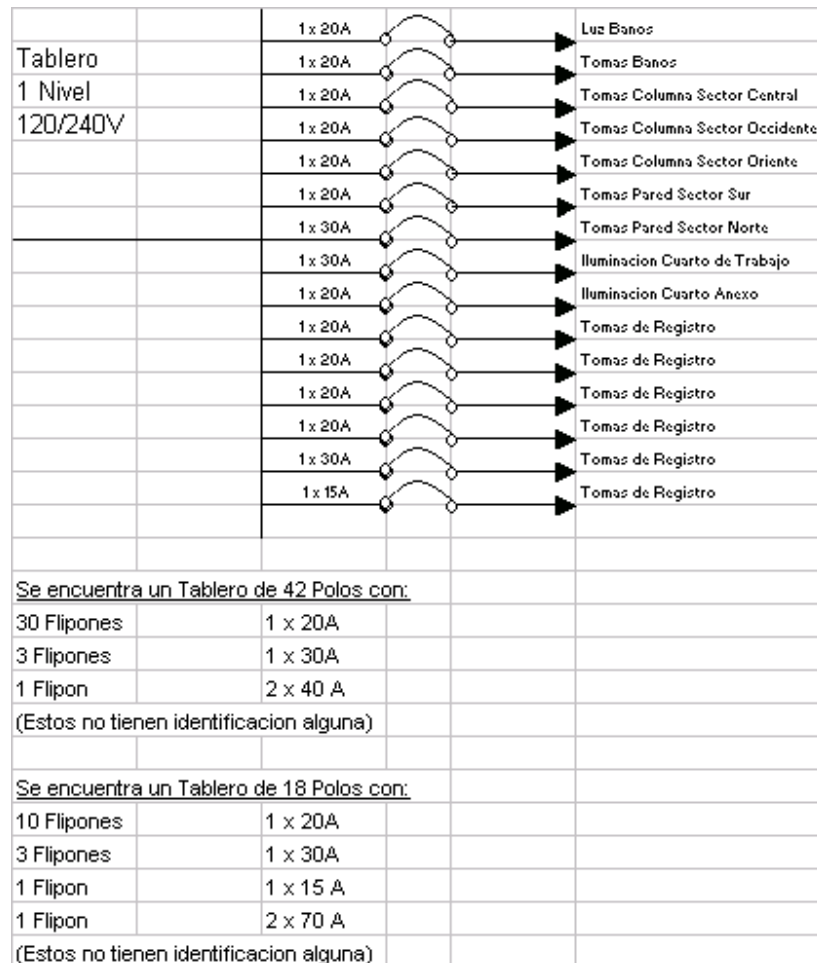 1 x 20A Luz Banos
Tablero 1 x 20A Tomas Banos
1 Nivel 1 x 20A Tomas Columna Sector Central
120/240V 1 x 20A Tomas Columna Sector Occidente
1 x 20A Tomas Columna Sector Oriente
1 x 20A Tomas Pared Sector Sur
1 x 30A Tomas Pared Sector Norte
1 x 30A Iluminacion Cuarto de Trabajo
1 x 20A Iluminacion Cuarto Anexo
1 x 20A Tomas de Registro
1 x 20A Tomas de Registro
1 x 20A Tomas de Registro
1 x 20A Tomas de Registro
1 x 30A Tomas de Registro
1 x 15A Tomas de Registro
Se encuentra un Tablero de 42 Polos con:
30 Flipones 1 x 20A
3 Flipones 1 x 30A
1 Flipon 2 x 40 A
(Estos no tienen identificacion alguna)
Se encuentra un Tablero de 18 Polos con:
10 Flipones 1 x 20A
3 Flipones 1 x 30A
1 Flipon 1 x 15 A
1 Flipon 2 x 70 A
(Estos no tienen identificacion alguna)